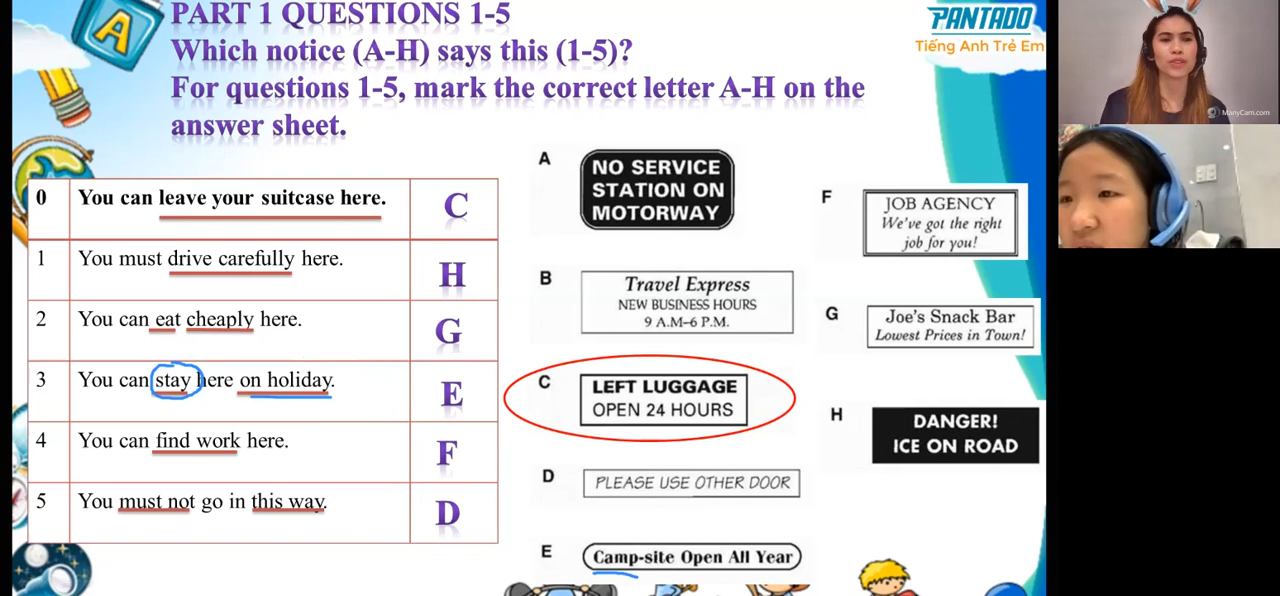 A
PART 1 QUESTIONS 1-5
Which notice (A-H) says this (1-5)?
For questions 1-5, mark the correct letter A-H on the
answer sheet.
PANTADO
Tiếng Anh Trẻ Em
ManyCam.com
0 You can leave your suitcase here. C
1 You must drive carefully here. H
2 You can eat cheaply here. G
3 You can stay here on holiday. E
4 You can find work here. F
5 You must not go in this way. D
A
NO SERVICE
STATION ON
MOTORWAY
B
Travel Express
NEW BUSINESS HOURS
9 A.M–6 P.M.
C
LEFT LUGGAGE
OPEN 24 HOURS
D
PLEASE USE OTHER DOOR
E
Camp-site Open All Year
F
JOB AGENCY
We've got the right
job for you!
G
Joe's Snack Bar
Lowest Prices in Town!
H
DANGER!
ICE ON ROAD